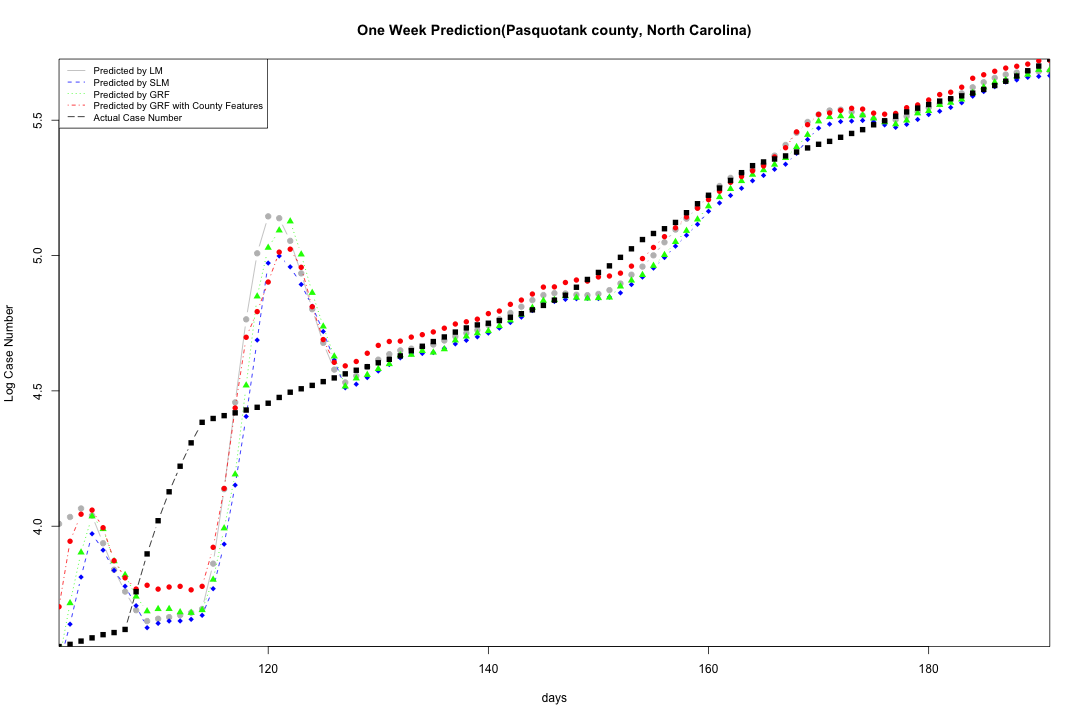 One Week Prediction(Pasquotank county, North Carolina)
Predicted by LM
Predicted by SLM
Predicted by GRF
Predicted by GRF with County Features
Actual Case Number
5.5
5.0
4.5
4.0
Log Case Number
120
140
160
180
days